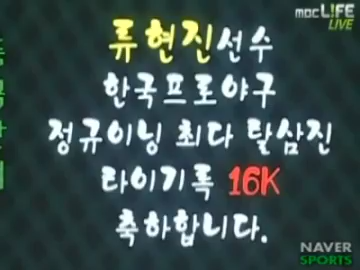 mbc LIFE
LIVE
류현진선수
한국프로야구
정규이닝 최다 탈삼진
타이기록 16K
축하합니다.
NAVER
SPORTS